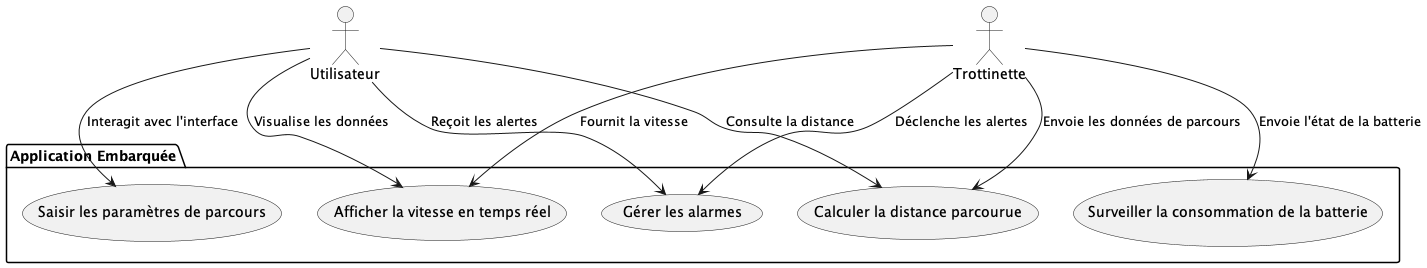 Utilisateur
Trottinette
Interagit avec l'interface
Visualise les données
Reçoit les alertes
Fournit la vitesse
Consulte la distance
Déclenche les alertes
Envoie les données de parcours
Envoie l'état de la batterie
Application Embarquée
Saisir les paramètres de parcours
Afficher la vitesse en temps réel
Gérer les alarmes
Calculer la distance parcourue
Surveiller la consommation de la batterie